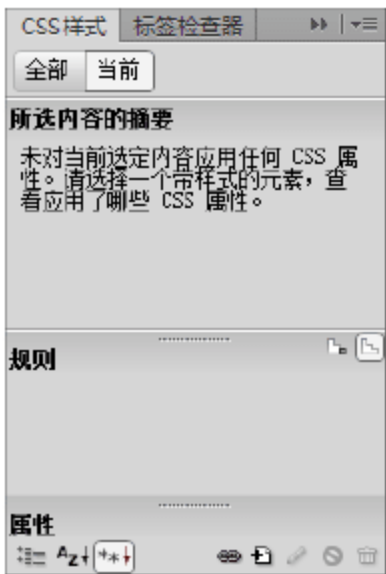 CSS样式 标签检查器
全部 当前
所选内容的摘要
未对当前选定内容应用任何 CSS 属
性。请选择一个带样式的元素，查
看应用了哪些 CSS 属性。
规则
属性